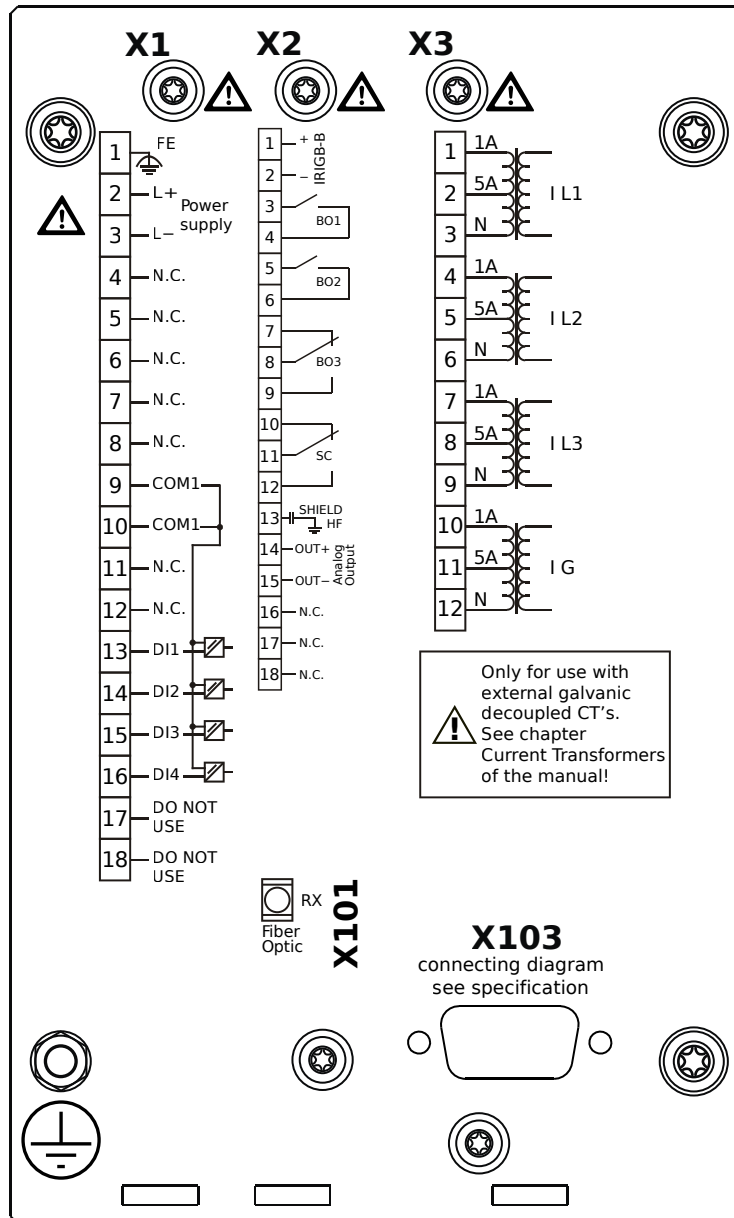 X1
X2
X3
1 FE
2 L+
Power
supply
3 L−
4 N.C.
5 N.C.
6 N.C.
7 N.C.
8 N.C.
9 COM1
10 COM1
11 N.C.
12 N.C.
13 DI1
14 DI2
15 DI3
16 DI4
17 DO NOT
USE
18 DO NOT
USE
1 +
2 −
IRIGB-B
3
BO1
4
5
BO2
6
7
8 BO3
9
10
11 SC
12
13 SHIELD
HF
14 OUT+
15 OUT−
Analog
Output
16 N.C.
17 N.C.
18 N.C.
1 1A
2 5A I L1
3 N
4 1A
5 5A I L2
6 N
7 1A
8 5A I L3
9 N
10 1A
11 5A I G
12 N
Only for use with
external galvanic
decoupled CT's.
See chapter
Current Transformers
of the manual!
RX
Fiber
Optic
X101
X103
connecting diagram
see specification